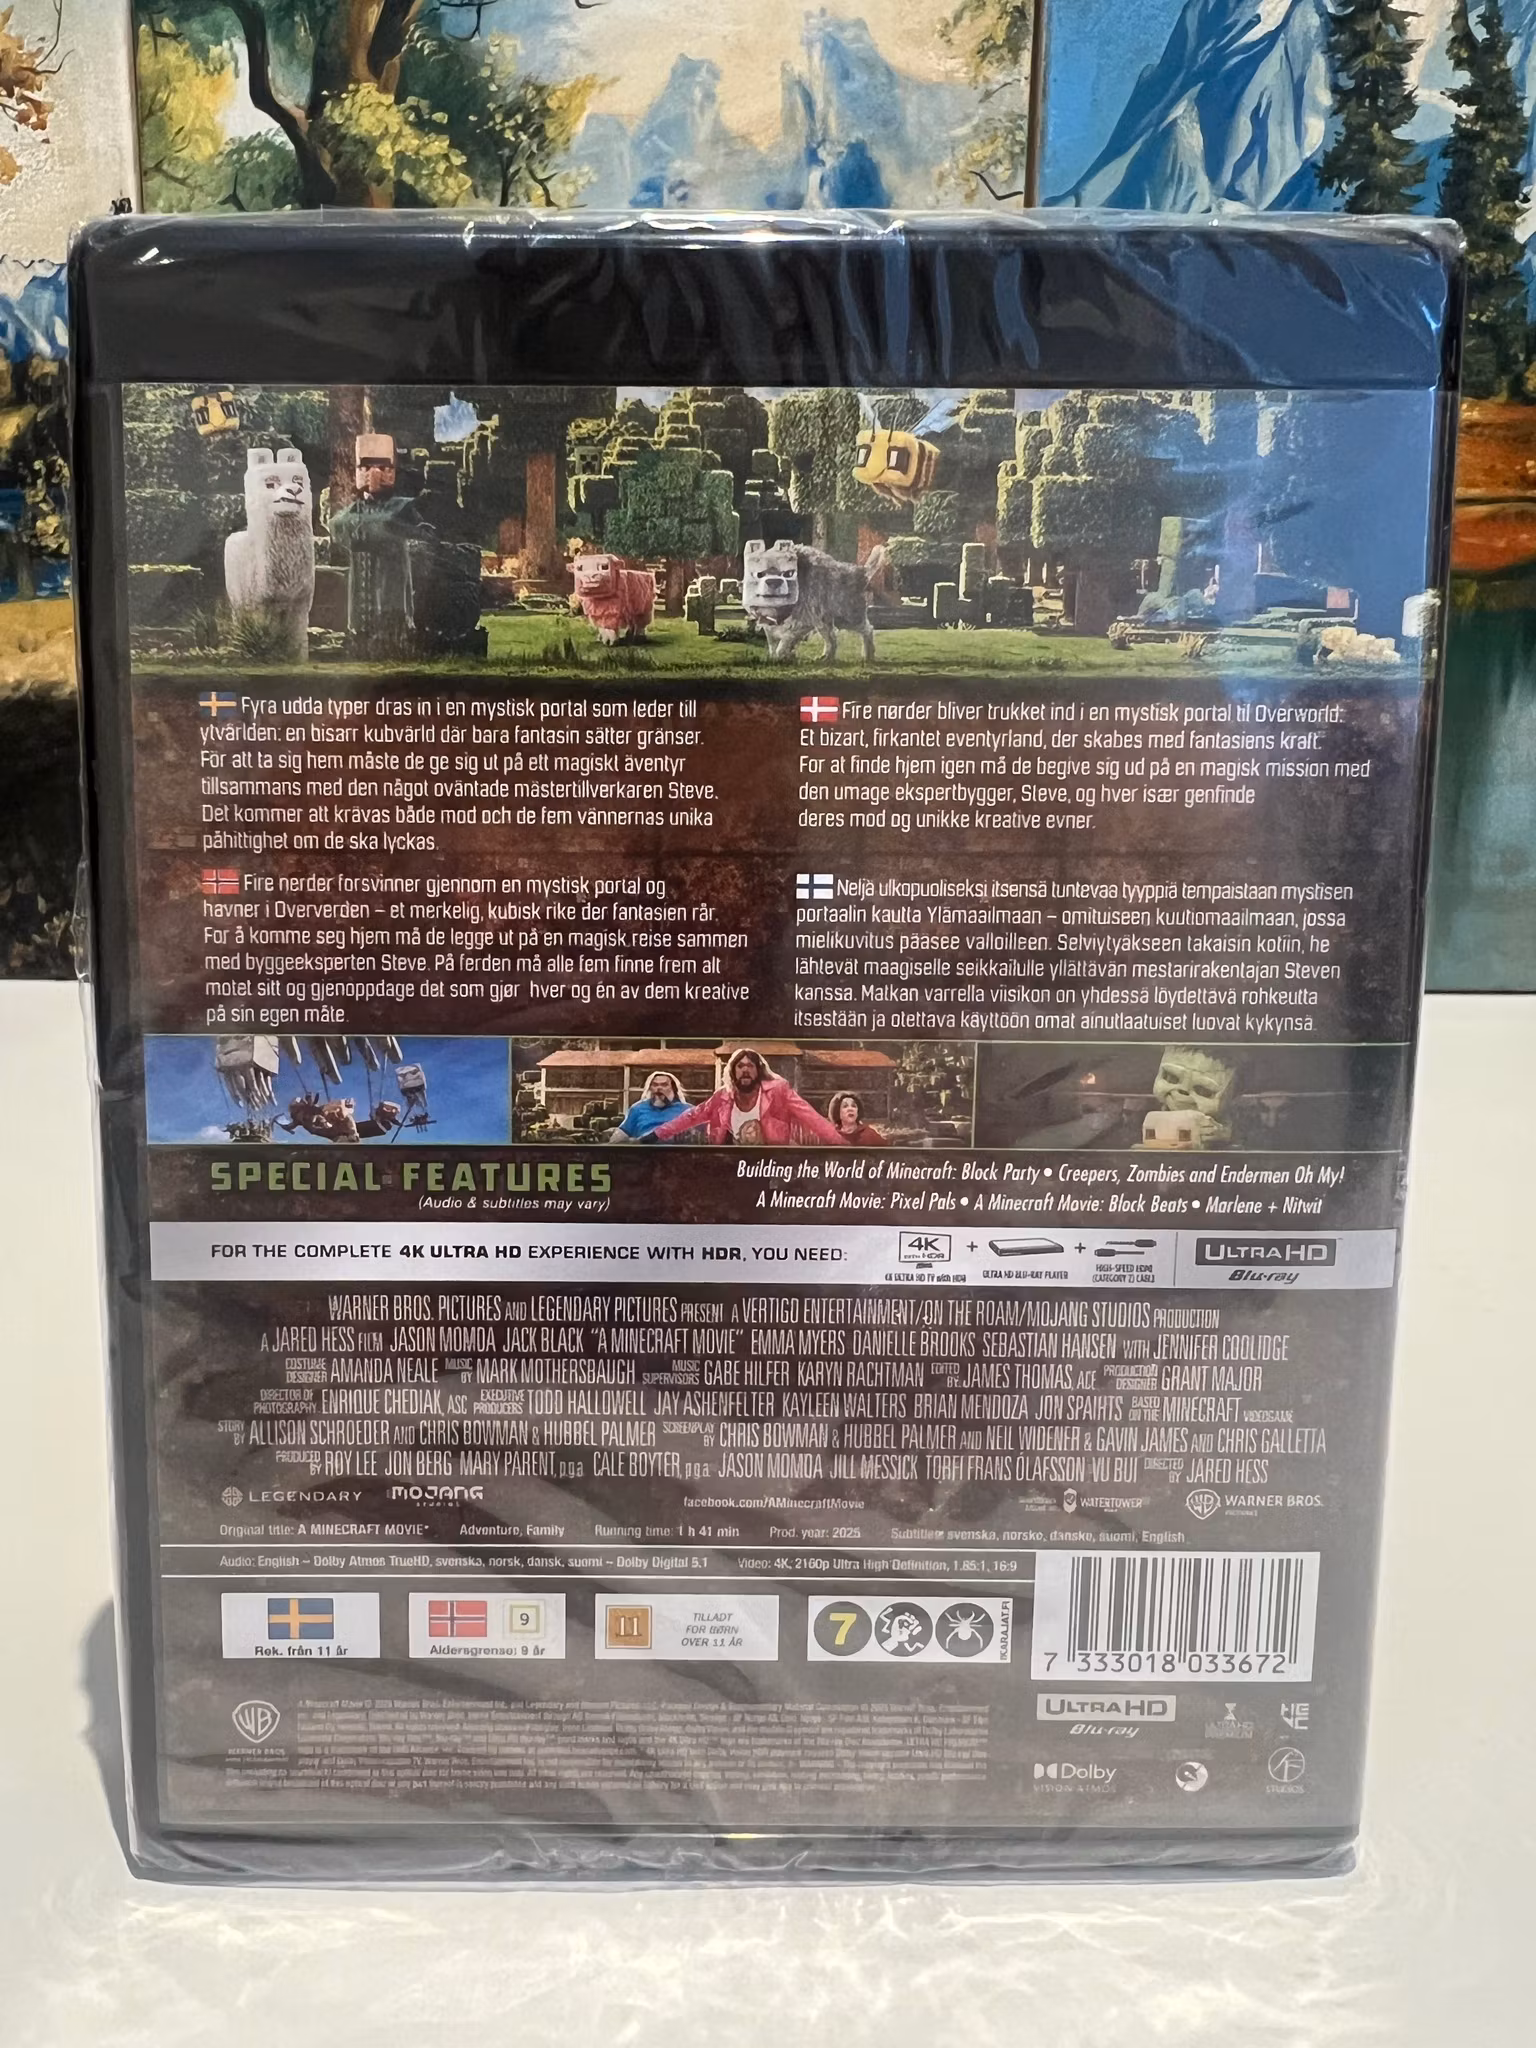 Fyra udda typer dras in i en mystisk portal som leder till
ytvärlden: en bisarr kubvärld där bara fantasin sätter gränser.
För att ta sig hem måste de ge sig ut på ett magiskt äventyr
tillsammans med den något oväntade mästertillverkaren Steve.
Det kommer att krävas både mod och de fem vännernas unika
påhittighet om de ska lyckas.
Fire nørder bliver trukket ind i en mystisk portal til Overworld:
Et bizart, firkantet eventyrland, der skabes med fantasiens kraft.
For at finde hjem igen må de begive sig ud på en magisk mission med
den umage ekspertbygger, Steve, og hver især genfinde
deres mod og unikke kreative evner.
Fire nerder forsvinner gjennom en mystisk portal og
havner i Oververden – et merkelig, kubisk rike der fantasien rår.
For å komme seg hjem må de legge ut på en magisk reise sammen
med byggeeksperten Steve. På ferden må alle fem finne frem alt
motet sitt og gjenoppdage det som gjør hver og én av dem kreative
på sin egen måte.
Neljä ulkopuoliseksi itsensä tuntevaa tyyppiä tempaistaan mystisen
portaalin kautta Ylämaailmaan – omituiseen kuutiomaailmaan, jossa
mielikuvitus pääsee valloilleen. Selviytyäkseen takaisin kotiin, he
lähtevät maagiselle seikkailulle yllättävän mestarirakentajan Steven
kanssa. Matkan varrella viisikon on yhdessä löydettävä rohkeutta
itsestään ja otettava käyttöön omat ainutlaatuiset luovat kykynsä.
SPECIAL FEATURES
(Audio & subtitles may vary)
Building the World of Minecraft: Block Party • Creepers, Zombies and Endermen Oh My!
A Minecraft Movie: Pixel Pals • A Minecraft Movie: Block Beats • Marlene + Nitwit
FOR THE COMPLETE 4K ULTRA HD EXPERIENCE WITH HDR, YOU NEED:
4K with HDR + +
4K ULTRA HD TV with HDR ULTRA HD BLU-RAY PLAYER HIGH-SPEED HDMI (CATEGORY 2) CABLE
ULTRA HD
Blu-ray
WARNER BROS. PICTURES AND LEGENDARY PICTURES PRESENT A VERTIGO ENTERTAINMENT/ON THE ROAM/MOJANG STUDIOS PRODUCTION
A JARED HESS FILM JASON MOMOA JACK BLACK "A MINECRAFT MOVIE" EMMA MYERS DANIELLE BROOKS SEBASTIAN HANSEN WITH JENNIFER COOLIDGE
COSTUME DESIGNER AMANDA NEALE MUSIC BY MARK MOTHERSBAUGH MUSIC SUPERVISORS GABE HILFER KARYN RACHTMAN EDITED BY JAMES THOMAS, ACE PRODUCTION DESIGNER GRANT MAJOR
DIRECTOR OF PHOTOGRAPHY ENRIQUE CHEDIAK, ASC EXECUTIVE PRODUCERS TODD HALLOWELL JAY ASHENFELTER KAYLEEN WALTERS BRIAN MENDOZA JON SPAIHTS BASED ON THE MINECRAFT VIDEOGAME
STORY BY ALLISON SCHROEDER AND CHRIS BOWMAN & HUBBEL PALMER SCREENPLAY BY CHRIS BOWMAN & HUBBEL PALMER AND NEIL WIDENER & GAVIN JAMES AND CHRIS GALLETTA
PRODUCED BY ROY LEE JON BERG MARY PARENT, p.g.a. CALE BOYTER, p.g.a. JASON MOMOA JILL MESSICK TORFI FRANS ÓLAFSSON VU BUI DIRECTED BY JARED HESS
LEGENDARY MOJANG STUDIOS facebook.com/AMinecraftMovie WATERTOWER WARNER BROS. PICTURES
Original title: A MINECRAFT MOVIE Adventure, Family Running time: 1 h 41 min Prod. year: 2025 Subtitles: svenska, norske, danske, suomi, English
Audio: English – Dolby Atmos TrueHD, svenska, norsk, dansk, suomi – Dolby Digital 5.1 Video: 4K, 2160p Ultra High Definition, 1.85:1, 16:9
Rek. från 11 år
9
Aldersgrense: 9 år
11
TILLADT
FOR BØRN
OVER 11 ÅR
7
IKARAJAT.FI
7 333018 033672
WB
WARNER BROS.
ULTRA HD
Blu-ray
ULTRA HD
PREMIUM
Dolby
VISION·ATMOS
SF
STUDIOS